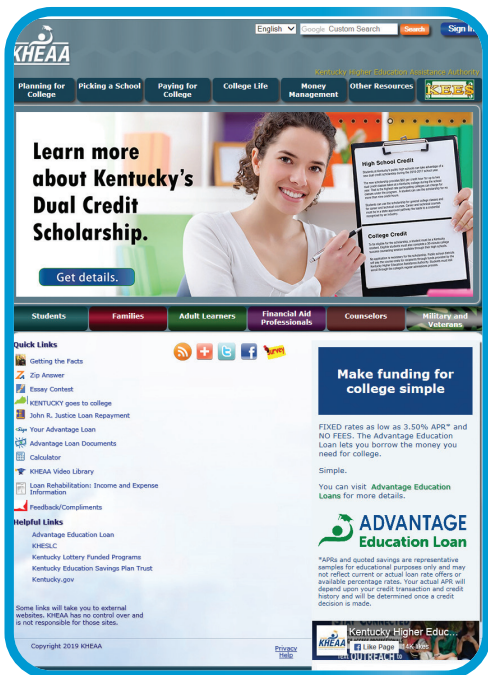 English
Google Custom Search
Search
Sign In
KHEAA
Kentucky Higher Education Assistance Authority
Planning for
College
Picking a School
Paying for
College
College Life
Money
Management
Other Resources
KEES
Learn more
about Kentucky's
Dual Credit
Scholarship.
Get details.
High School Credit
College Credit
Students
Families
Adult Learners
Financial Aid
Professionals
Counselors
Military and
Veterans
Quick Links
Getting the Facts
Zip Answer
Essay Contest
KENTUCKY goes to college
John R. Justice Loan Repayment
Your Advantage Loan
Advantage Loan Documents
Calculator
KHEAA Video Library
Loan Rehabilitation: Income and Expense
Information
Feedback/Compliments
Helpful Links
Advantage Education Loan
KHESLC
Kentucky Lottery Funded Programs
Kentucky Education Savings Plan Trust
Kentucky.gov
Some links will take you to external
websites. KHEAA has no control over and
is not responsible for those sites.
Survey
Make funding for
college simple
FIXED rates as low as 3.50% APR* and
NO FEES. The Advantage Education
Loan lets you borrow the money you
need for college.
Simple.
You can visit Advantage Education
Loans for more details.
ADVANTAGE
Education Loan
*APRs and quoted savings are representative
samples for educational purposes only and may
not reflect current or actual loan rate offers or
available percentage rates. Your actual APR will
depend upon your credit transaction and credit
history and will be determined once a credit
decision is made.
STAY CONNECTED
KHEAA
Kentucky Higher Educ...
Like Page
14K likes
OUTREACH to
Copyright 2019 KHEAA
Privacy
Help